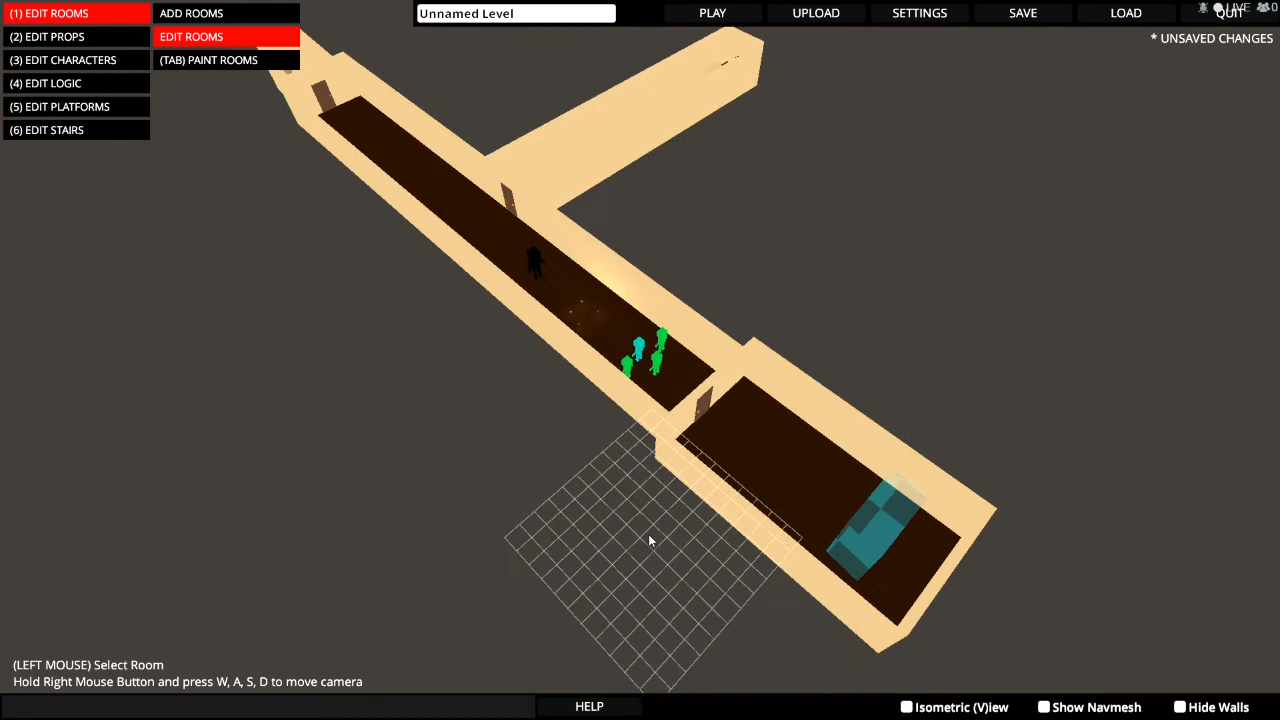 (1) EDIT ROOMS
ADD ROOMS
Unnamed Level
PLAY
UPLOAD
SETTINGS
SAVE
LOAD
QUIT
LIVE
(2) EDIT PROPS
EDIT ROOMS
* UNSAVED CHANGES
(3) EDIT CHARACTERS
(TAB) PAINT ROOMS
(4) EDIT LOGIC
(5) EDIT PLATFORMS
(6) EDIT STAIRS
(LEFT MOUSE) Select Room
Hold Right Mouse Button and press W, A, S, D to move camera
HELP
Isometric (V)iew
Show Navmesh
Hide Walls